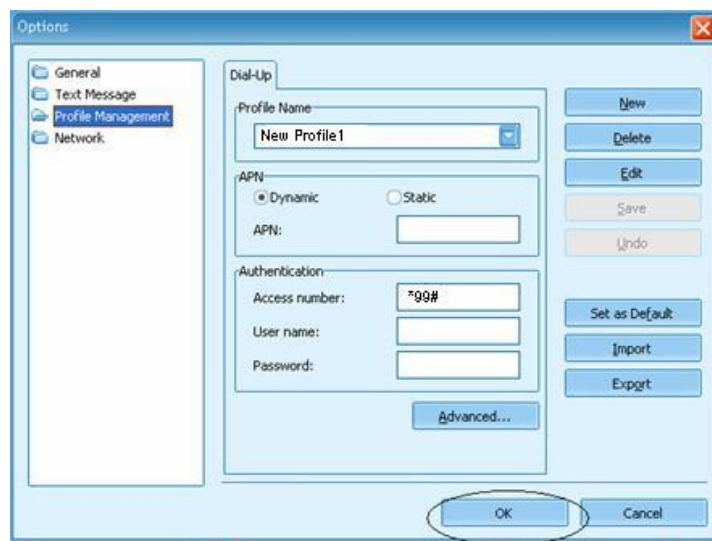 Options
General
Text Message
Profile Management
Network
Dial-Up
Profile Name
New Profile1
APN
Dynamic
Static
APN:
Authentication
Access number:
*99#
User name:
Password:
Advanced...
New
Delete
Edit
Save
Undo
Set as Default
Import
Export
OK
Cancel